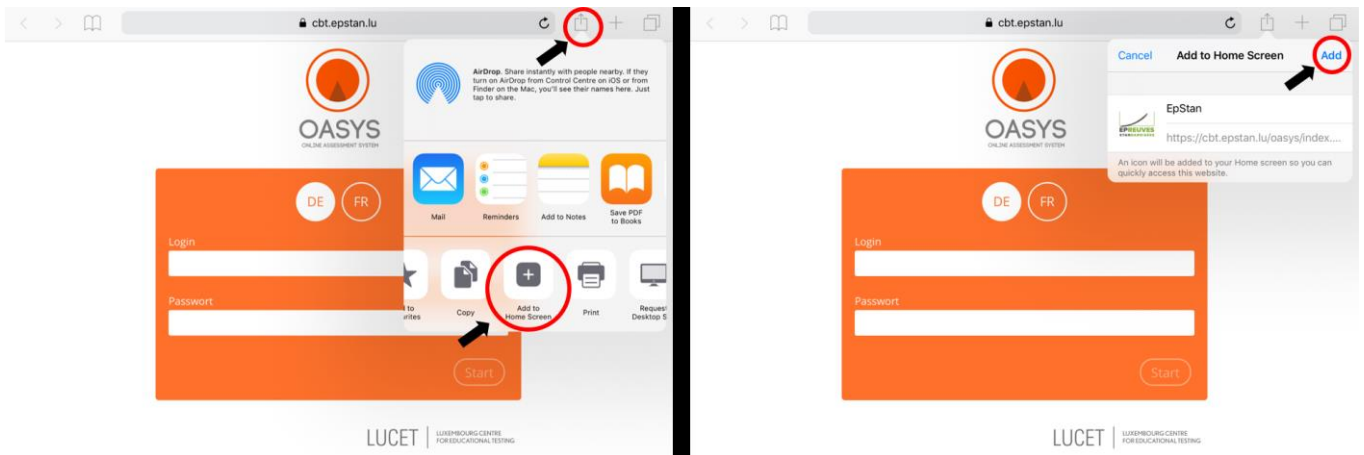 cbt.epstan.lu
AirDrop. Share instantly with people nearby. If they
turn on AirDrop from Control Centre on iOS or from
Finder on the Mac, you'll see their names here. Just
tap to share.
OASYS
ONLINE ASSESSMENT SYSTEM
Mail
Reminders
Add to Notes
Save PDF
to Books
DE
FR
Login
Passwort
Copy
Add to
Home Screen
Print
Request
Desktop S
Start
LUCET
LUXEMBOURG CENTRE
FOR EDUCATIONAL TESTING
cbt.epstan.lu
Cancel
Add to Home Screen
Add
EpStan
https://cbt.epstan.lu/oasys/index....
EPREUVES
An icon will be added to your Home screen so you can
quickly access this website.
OASYS
ONLINE ASSESSMENT SYSTEM
DE
FR
Login
Passwort
Start
LUCET
LUXEMBOURG CENTRE
FOR EDUCATIONAL TESTING